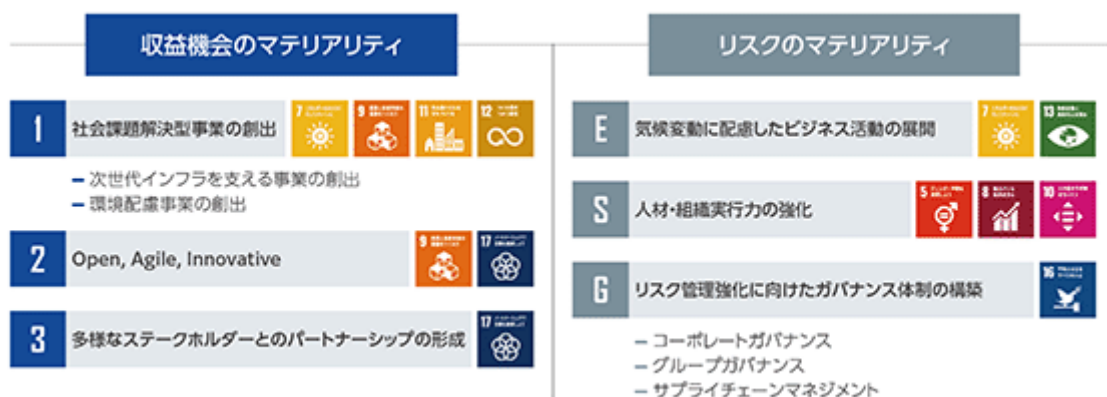 収益機会のマテリアリティ
1 社会課題解決型事業の創出 7 9 11 12
– 次世代インフラを支える事業の創出
– 環境配慮事業の創出
2 Open, Agile, Innovative 9 17
3 多様なステークホルダーとのパートナーシップの形成 17
リスクのマテリアリティ
E 気候変動に配慮したビジネス活動の展開 7 13
S 人材・組織実行力の強化 5 8 10
G リスク管理強化に向けたガバナンス体制の構築 16
– コーポレートガバナンス
– グループガバナンス
– サプライチェーンマネジメント